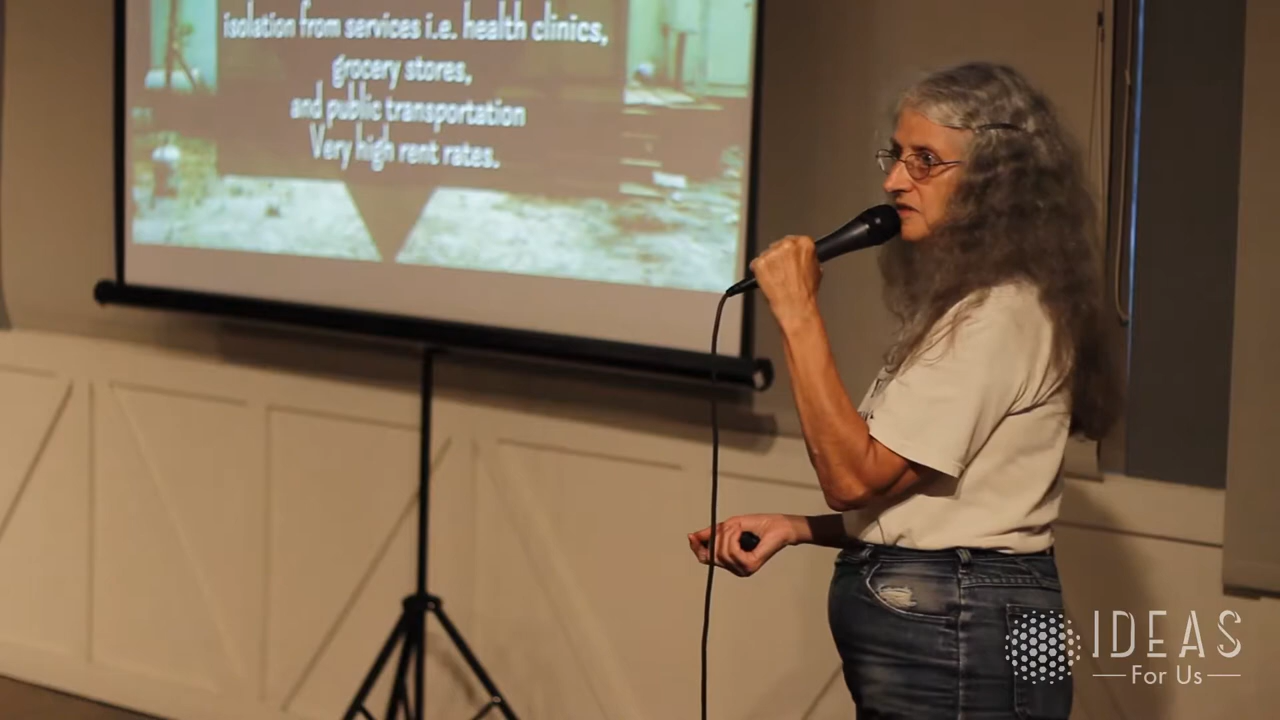 isolation from services i.e. health clinics,
grocery stores,
and public transportation
Very high rent rates.
IDEAS
For Us